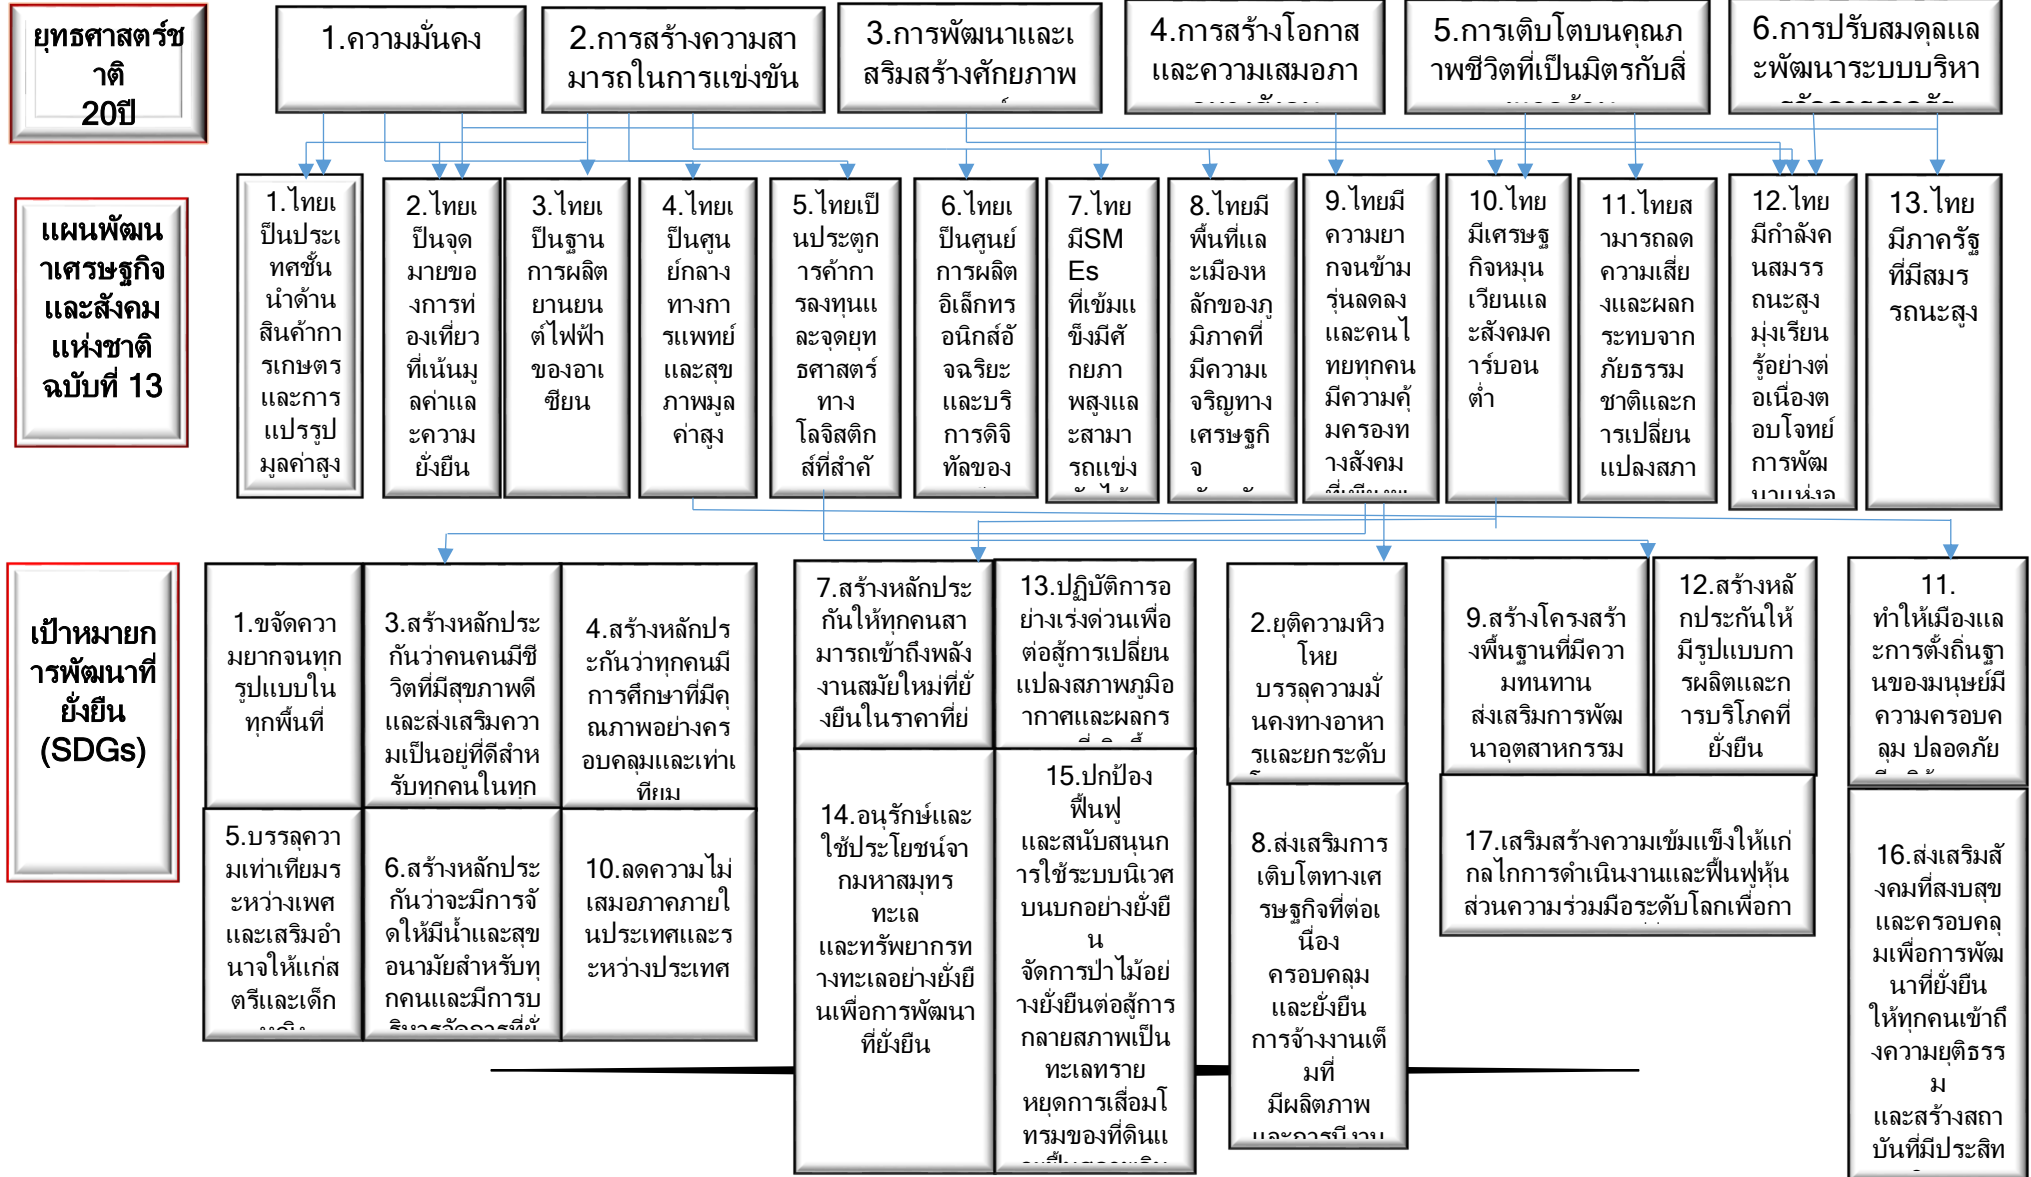 ยุทธศาสตร์ช
าติ
20ปี
1.ความมั่นคง
2.การสร้างความสา
มารถในการแข่งขัน
3.การพัฒนาและเ
สริมสร้างศักยภาพ
4.การสร้างโอกาส
และความเสมอภา
5.การเติบโตบนคุณภ
าพชีวิตที่เป็นมิตรกับสิ่
6.การปรับสมดุลแล
ะพัฒนาระบบบริหา
แผนพัฒน
าเศรษฐกิจ
และสังคม
แห่งชาติ
ฉบับที่ 13
1.ไทยเ
ป็นประเ
ทศชั้น
นำด้าน
สินค้ากา
รเกษตร
และการ
แปรรูป
มูลค่าสูง
2.ไทยเ
ป็นจุด
มายขอ
งการท่
องเที่ยว
ที่เน้นมู
ลค่าแล
ะความ
ยั่งยืน
3.ไทยเ
ป็นฐาน
การผลิต
ยานยน
ต์ไฟฟ้า
ของอาเ
ซียน
4.ไทยเ
ป็นศูน
ย์กลาง
ทางกา
รแพทย์
และสุข
ภาพมูล
ค่าสูง
5.ไทยเป็
นประตูก
ารค้ากา
รลงทุนแ
ละจุดยุท
ธศาสตร์
ทาง
โลจิสติก
ส์ที่สำคั
6.ไทยเ
ป็นศูนย์
การผลิต
อิเล็กทร
อนิกส์อั
จฉริยะ
และบริ
การดิจิ
ทัลของ
7.ไทย
มีSM
Es
ที่เข้มแ
ข็งมีศั
กยภา
พสูงแล
ะสามา
รถแข่ง
8.ไทยมี
พื้นที่แล
ะเมืองห
ลักของภู
มิภาคที่
มีความเ
จริญทาง
เศรษฐกิ
จ
9.ไทยมี
ความยา
กจนข้าม
รุ่นลดลง
และคนไ
ทยทุกคน
มีความคุ้
มครองท
างสังคม
10.ไทย
มีเศรษฐ
กิจหมุน
เวียนแล
ะสังคมค
าร์บอน
ต่ำ
11.ไทยส
ามารถลด
ความเสี่ย
งและผลก
ระทบจาก
ภัยธรรม
ชาติและก
ารเปลี่ยน
แปลงสภา
12.ไทย
มีกำลังค
นสมรร
ถนะสูง
มุ่งเรียน
รู้อย่างต่
อเนื่องต
อบโจทย์
การพัฒ
นาแห่งอ
13.ไทย
มีภาครัฐ
ที่มีสมร
รถนะสูง
เป้าหมายก
ารพัฒนาที่
ยั่งยืน
(SDGs)
1.ขจัดควา
มยากจนทุก
รูปแบบใน
ทุกพื้นที่
3.สร้างหลักประ
กันว่าคนคนมีชี
วิตที่มีสุขภาพดี
และส่งเสริมควา
มเป็นอยู่ที่ดีสำห
รับทุกคนในทุก
4.สร้างหลักปร
ะกันว่าทุกคนมี
การศึกษาที่มีคุ
ณภาพอย่างคร
อบคลุมและเท่าเ
ทียม
7.สร้างหลักประ
กันให้ทุกคนสา
มารถเข้าถึงพลัง
งานสมัยใหม่ที่ยั่
งยืนในราคาที่ย่
13.ปฏิบัติการอ
ย่างเร่งด่วนเพื่อ
ต่อสู้การเปลี่ยน
แปลงสภาพภูมิอ
ากาศและผลกร
2.ยุติความหิว
โหย
บรรลุความมั่
นคงทางอาหา
รและยกระดับ
9.สร้างโครงสร้า
งพื้นฐานที่มีควา
มทนทาน
ส่งเสริมการพัฒ
นาอุตสาหกรรม
12.สร้างหลั
กประกันให้
มีรูปแบบกา
รผลิตและก
ารบริโภคที่
ยั่งยืน
11.
ทำให้เมืองแล
ะการตั้งถิ่นฐา
นของมนุษย์มี
ความครอบค
ลุม ปลอดภัย
5.บรรลุควา
มเท่าเทียมร
ะหว่างเพศ
และเสริมอำ
นาจให้แก่ส
ตรีและเด็ก
6.สร้างหลักประ
กันว่าจะมีการจั
ดให้มีน้ำและสุข
อนามัยสำหรับทุ
กคนและมีการบ
ริหารจัดการที่ยั่
10.ลดความไม่
เสมอภาคภายใ
นประเทศและร
ะหว่างประเทศ
14.อนุรักษ์และ
ใช้ประโยชน์จา
กมหาสมุทร
ทะเล
และทรัพยากรท
างทะเลอย่างยั่งยื
นเพื่อการพัฒนา
ที่ยั่งยืน
15.ปกป้อง
ฟื้นฟู
และสนับสนุนก
ารใช้ระบบนิเวศ
บนบกอย่างยั่งยื
น
จัดการป่าไม้อย่
างยั่งยืนต่อสู้การ
กลายสภาพเป็น
ทะเลทราย
หยุดการเสื่อมโ
ทรมของที่ดินแ
8.ส่งเสริมการ
เติบโตทางเศ
รษฐกิจที่ต่อเ
นื่อง
ครอบคลุม
และยั่งยืน
การจ้างงานเต็
มที่
มีผลิตภาพ
และการมีงาน
17.เสริมสร้างความเข้มแข็งให้แก่
กลไกการดำเนินงานและฟื้นฟูหุ้น
ส่วนความร่วมมือระดับโลกเพื่อกา
16.ส่งเสริมสั
งคมที่สงบสุข
และครอบคลุ
มเพื่อการพัฒ
นาที่ยั่งยืน
ให้ทุกคนเข้าถึ
งความยุติธรร
ม
และสร้างสถา
บันที่มีประสิท